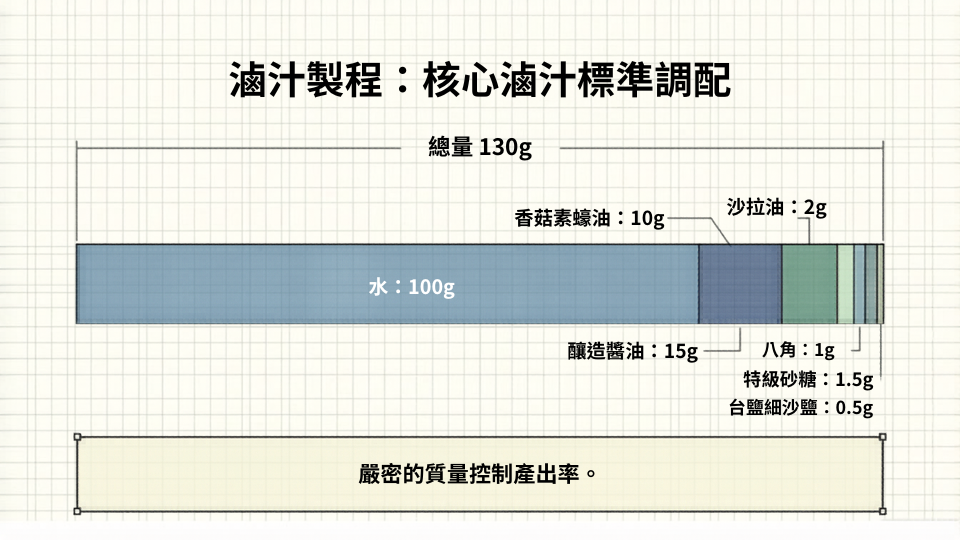 滷汁製程：核心滷汁標準調配
總量 130g
沙拉油：2g
香菇素蠔油：10g
水：100g
釀造醬油：15g
八角：1g
特級砂糖：1.5g
台鹽細沙鹽：0.5g
嚴密的質量控制產出率。